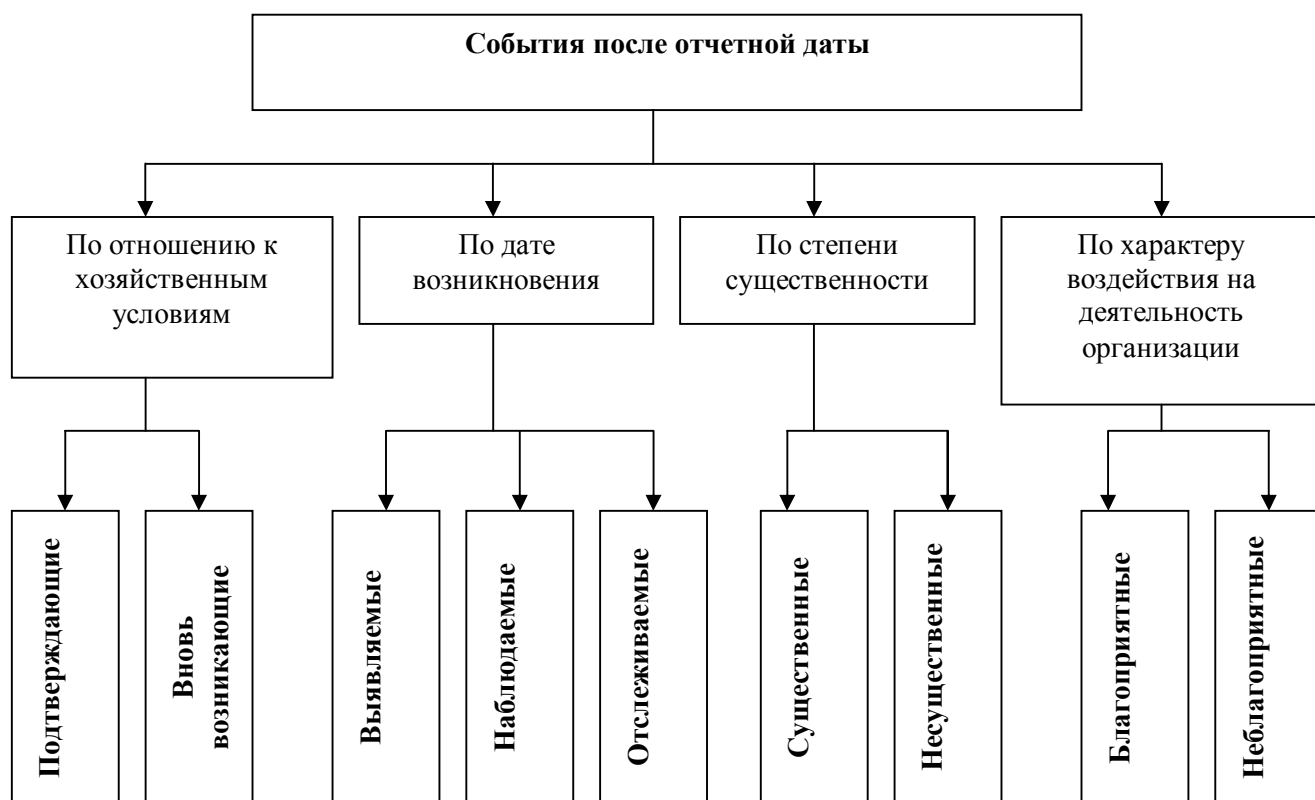 События после отчетной даты
По отношению к
хозяйственным
условиям
По дате
возникновения
По степени
существенности
По характеру
воздействия на
деятельность
организации
Подтверждающие
Вновь
возникающие
Выявляемые
Наблюдаемые
Отслеживаемые
Существенные
Несущественные
Благоприятные
Неблагоприятные